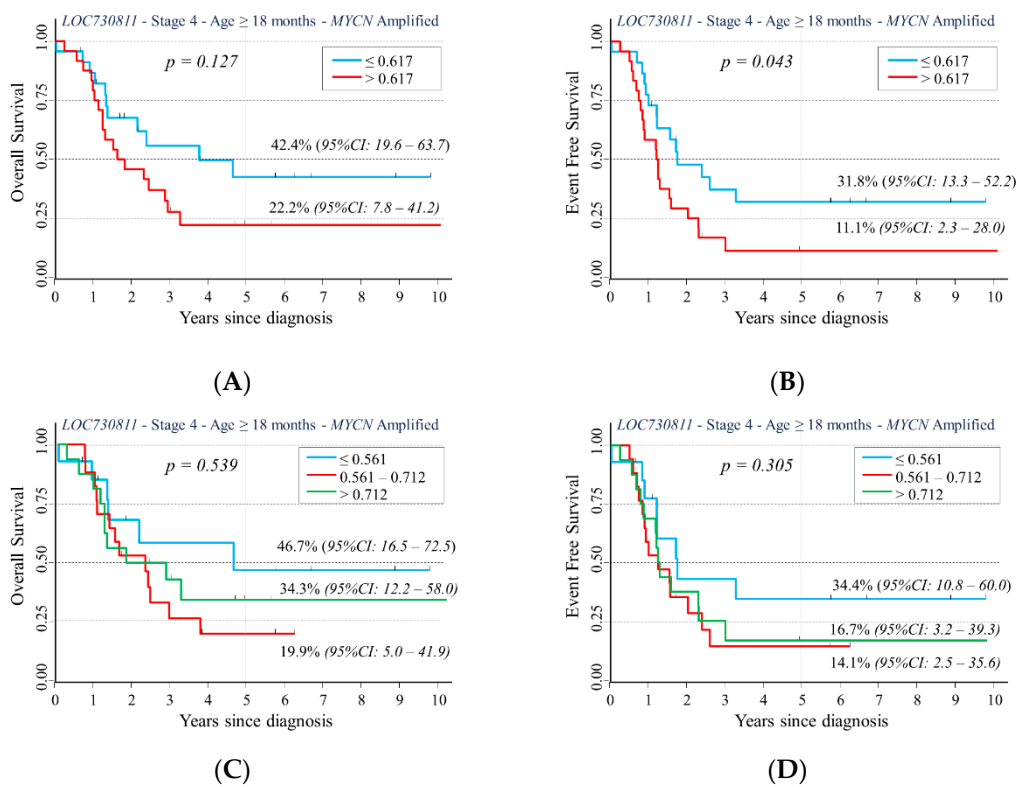 LOC730811 - Stage 4 - Age ≥ 18 months - MYCN Amplified
p = 0.127
≤ 0.617
> 0.617
Overall Survival
1.00
0.75
0.50
0.25
0.00
42.4% (95%CI: 19.6 – 63.7)
22.2% (95%CI: 7.8 – 41.2)
0 1 2 3 4 5 6 7 8 9 10
Years since diagnosis
(A)
LOC730811 - Stage 4 - Age ≥ 18 months - MYCN Amplified
p = 0.043
≤ 0.617
> 0.617
Event Free Survival
1.00
0.75
0.50
0.25
0.00
31.8% (95%CI: 13.3 – 52.2)
11.1% (95%CI: 2.3 – 28.0)
0 1 2 3 4 5 6 7 8 9 10
Years since diagnosis
(B)
LOC730811 - Stage 4 - Age ≥ 18 months - MYCN Amplified
p = 0.539
≤ 0.561
0.561 – 0.712
> 0.712
Overall Survival
1.00
0.75
0.50
0.25
0.00
46.7% (95%CI: 16.5 – 72.5)
34.3% (95%CI: 12.2 – 58.0)
19.9% (95%CI: 5.0 – 41.9)
0 1 2 3 4 5 6 7 8 9 10
Years since diagnosis
(C)
LOC730811 - Stage 4 - Age ≥ 18 months - MYCN Amplified
p = 0.305
≤ 0.561
0.561 – 0.712
> 0.712
Event Free Survival
1.00
0.75
0.50
0.25
0.00
34.4% (95%CI: 10.8 – 60.0)
16.7% (95%CI: 3.2 – 39.3)
14.1% (95%CI: 2.5 – 35.6)
0 1 2 3 4 5 6 7 8 9 10
Years since diagnosis
(D)